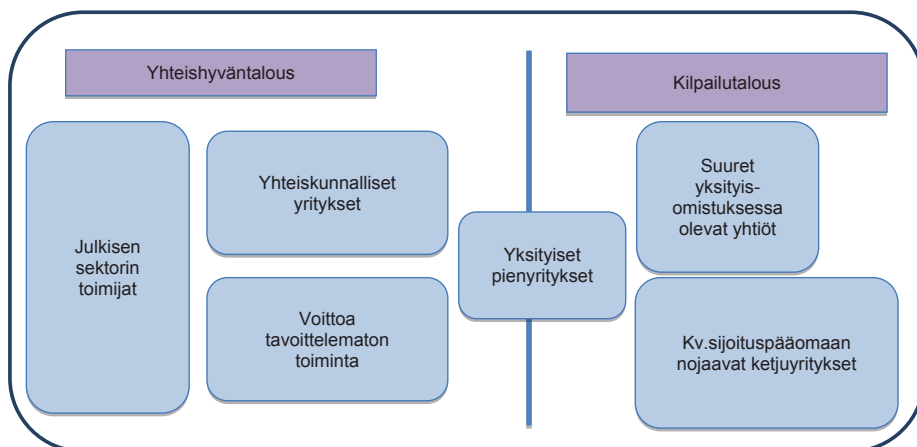 Yhteishyväntalous
Kilpailutalous
Julkisen
sektorin
toimijat
Yhteiskunnalliset
yritykset
Voittoa
tavoittelematon
toiminta
Yksityiset
pienyritykset
Suuret
yksityis-
omistuksessa
olevat yhtiöt
Kv.sijoituspääomaan
nojaavat ketjuyritykset